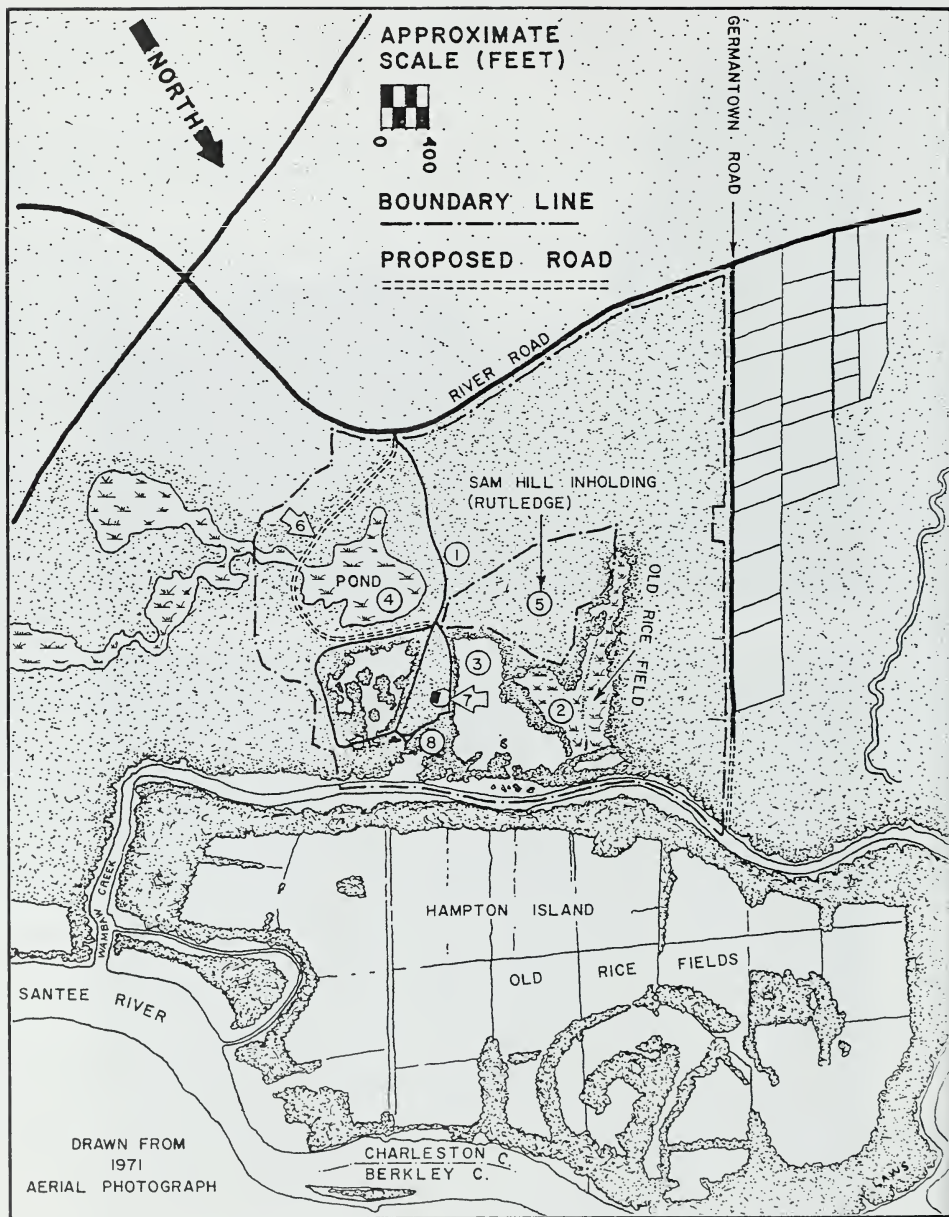 APPROXIMATE
SCALE (FEET)
0 400
NORTH
BOUNDARY LINE
PROPOSED ROAD
GERMANTOWN ROAD
RIVER ROAD
SAM HILL INHOLDING
(RUTLEDGE)
6
1
POND
4
5
OLD RICE FIELD
3
7
2
8
WAMBAW CREEK
HAMPTON ISLAND
OLD RICE FIELDS
SANTEE RIVER
CHARLESTON C.
BERKLEY C.
DRAWN FROM
1971
AERIAL PHOTOGRAPH